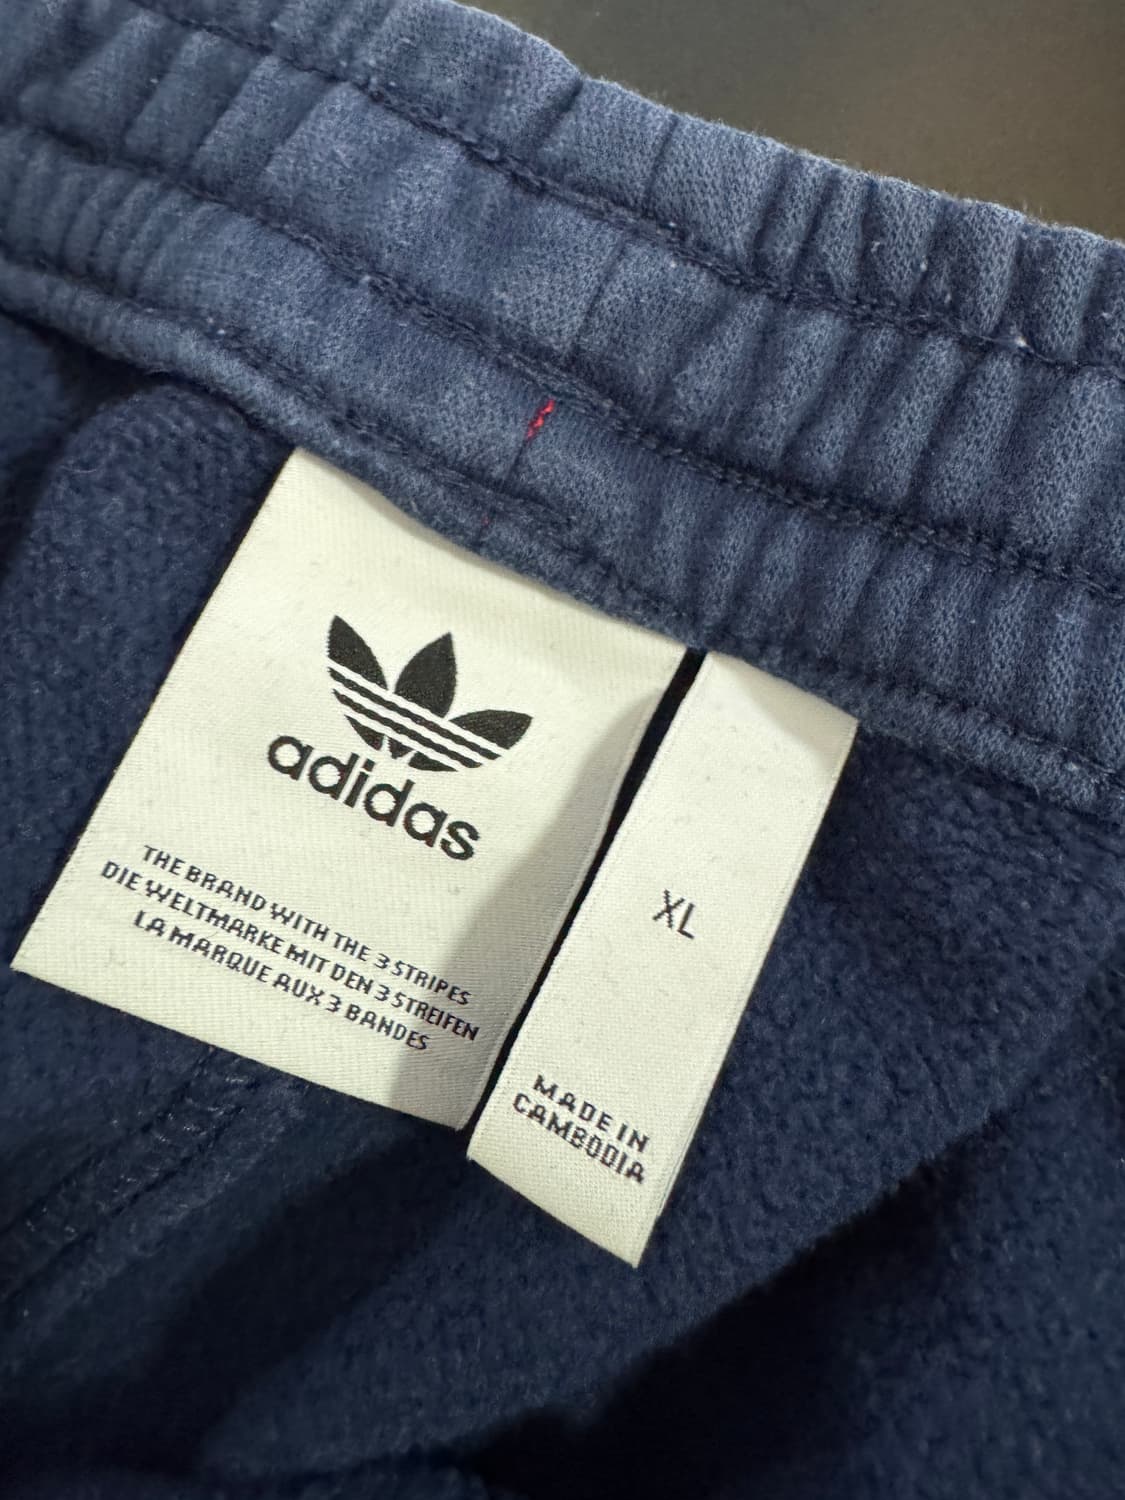 adidas
THE BRAND WITH THE 3 STRIPES
DIE WELTMARKE MIT DEN 3 STREIFEN
LA MARQUE AUX 3 BANDES
XL
MADE IN
CAMBODIA